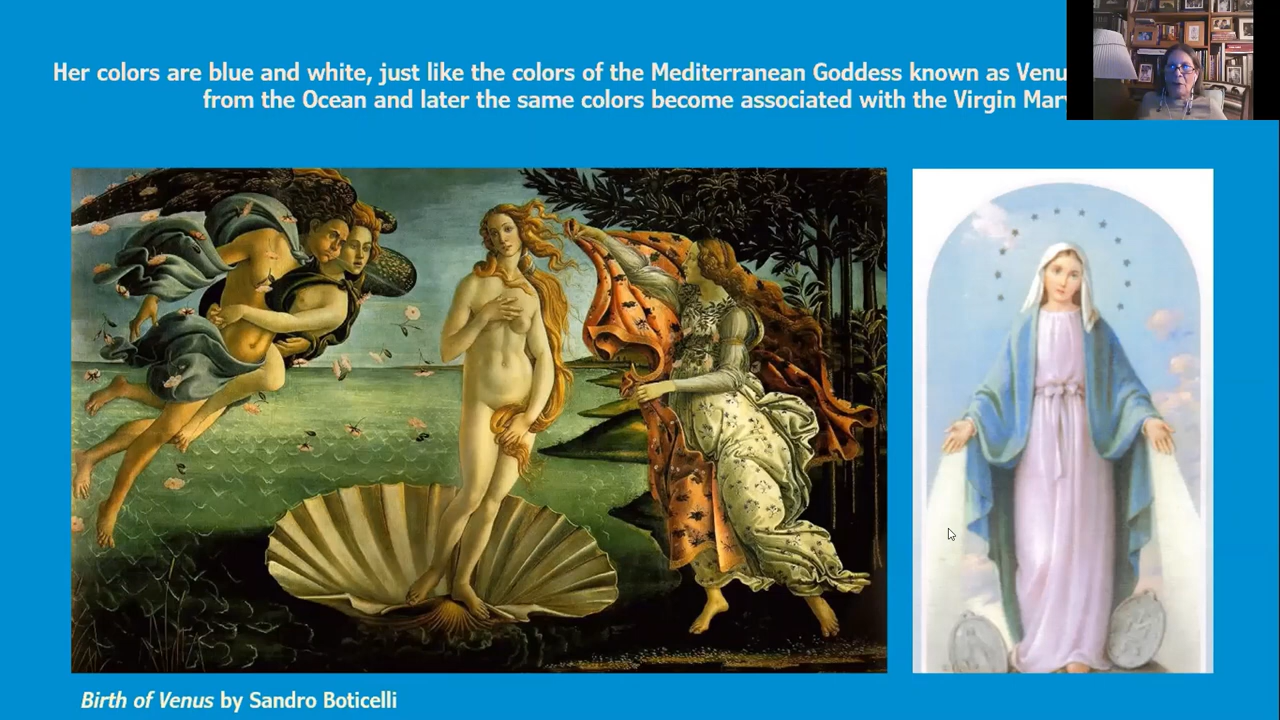 Her colors are blue and white, just like the colors of the Mediterranean Goddess known as
from the Ocean and later the same colors become associated with the Virgin
Birth of Venus by Sandro Boticelli